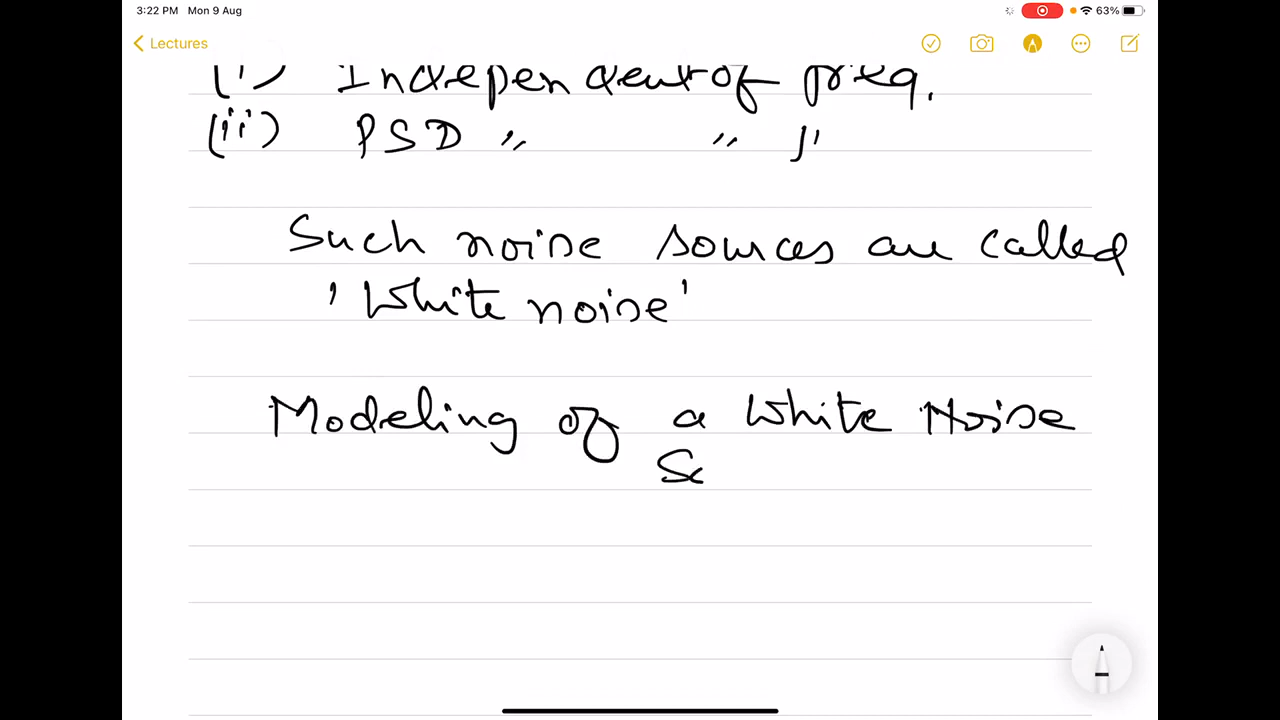 3:22 PM Mon 9 Aug
63%
Lectures
(i) Independent of freq.
(ii) PSD " " "
Such noise sources are called
'White noise'
Modeling of a White Noise
So